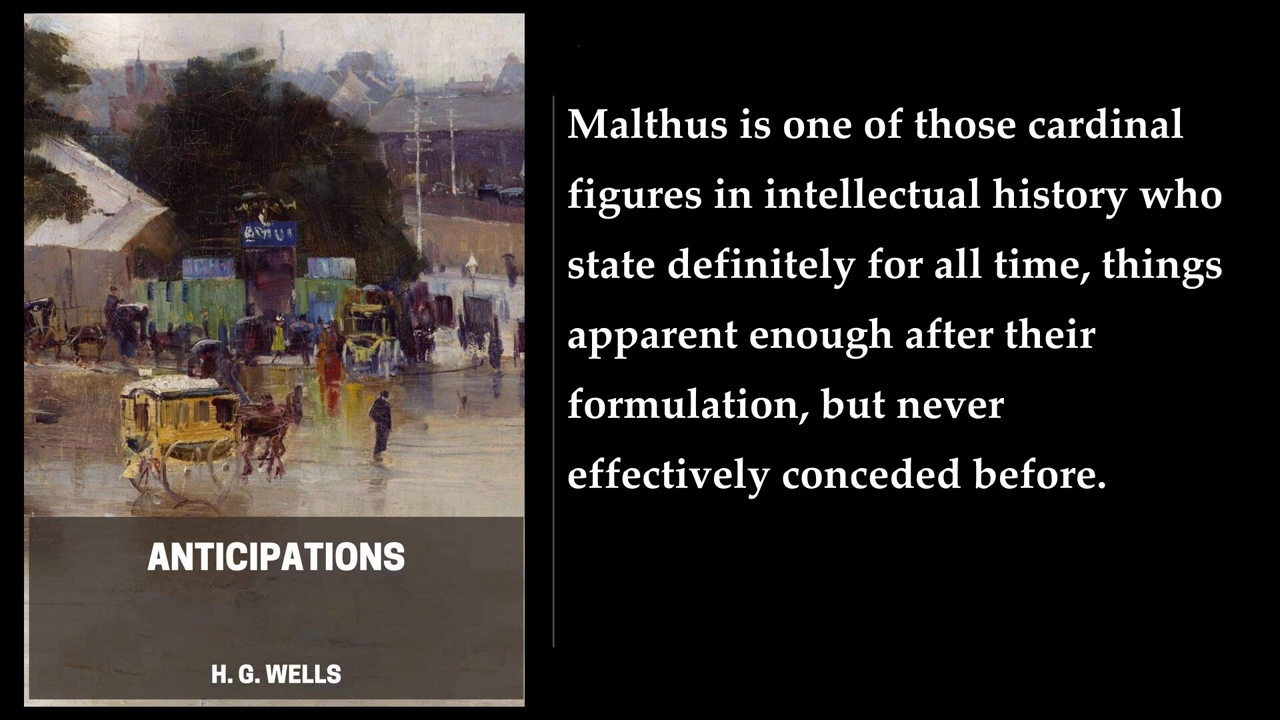 Malthus is one of those cardinal
figures in intellectual history who
state definitely for all time, things
apparent enough after their
formulation, but never
effectively conceded before.
ANTICIPATIONS
H. G. WELLS